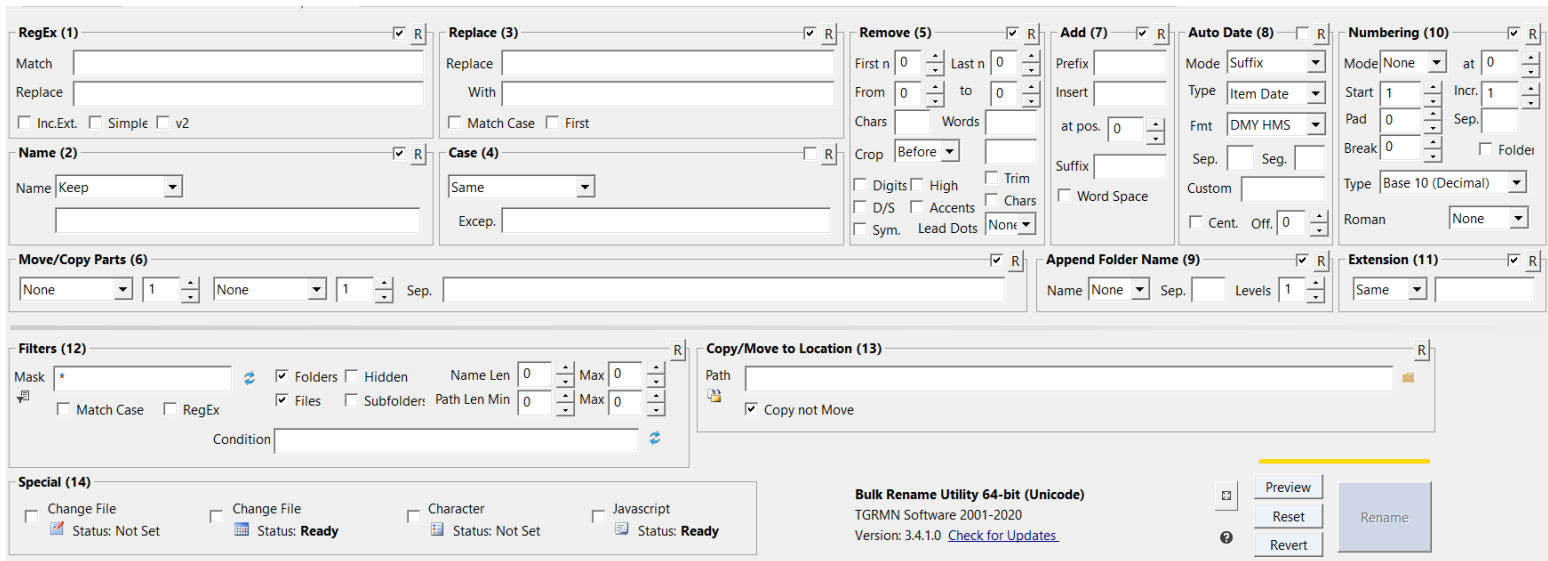 RegEx (1) R
Match
Replace
Inc.Ext. Simple v2
Replace (3) R
Replace
With
Match Case First
Remove (5) R
First n 0 Last n 0
From 0 to 0
Chars Words
Crop Before
Digits High Trim
D/S Accents Chars
Sym. Lead Dots None
Add (7) R
Prefix
Insert
at pos. 0
Suffix
Word Space
Auto Date (8) R
Mode Suffix
Type Item Date
Fmt DMY HMS
Sep. Seg.
Custom
Cent. Off. 0
Numbering (10) R
Mode None at 0
Start 1 Incr. 1
Pad 0 Sep.
Break 0 Folder
Type Base 10 (Decimal)
Roman None
Name (2) R
Name Keep
Case (4) R
Same
Excep.
Move/Copy Parts (6) R
None 1 None 1 Sep.
Append Folder Name (9) R
Name None Sep. Levels 1
Extension (11) R
Same
Filters (12) R
Mask * Folders Hidden Name Len 0 Max 0
Match Case RegEx Files Subfolders Path Len Min 0 Max 0
Condition
Copy/Move to Location (13) R
Path
Copy not Move
Special (14)
Change File
Status: Not Set
Change File
Status: Ready
Character
Status: Not Set
Javascript
Status: Ready
Bulk Rename Utility 64-bit (Unicode)
TGRMN Software 2001-2020
Version: 3.4.1.0 Check for Updates
?
Preview
Reset
Revert
Rename